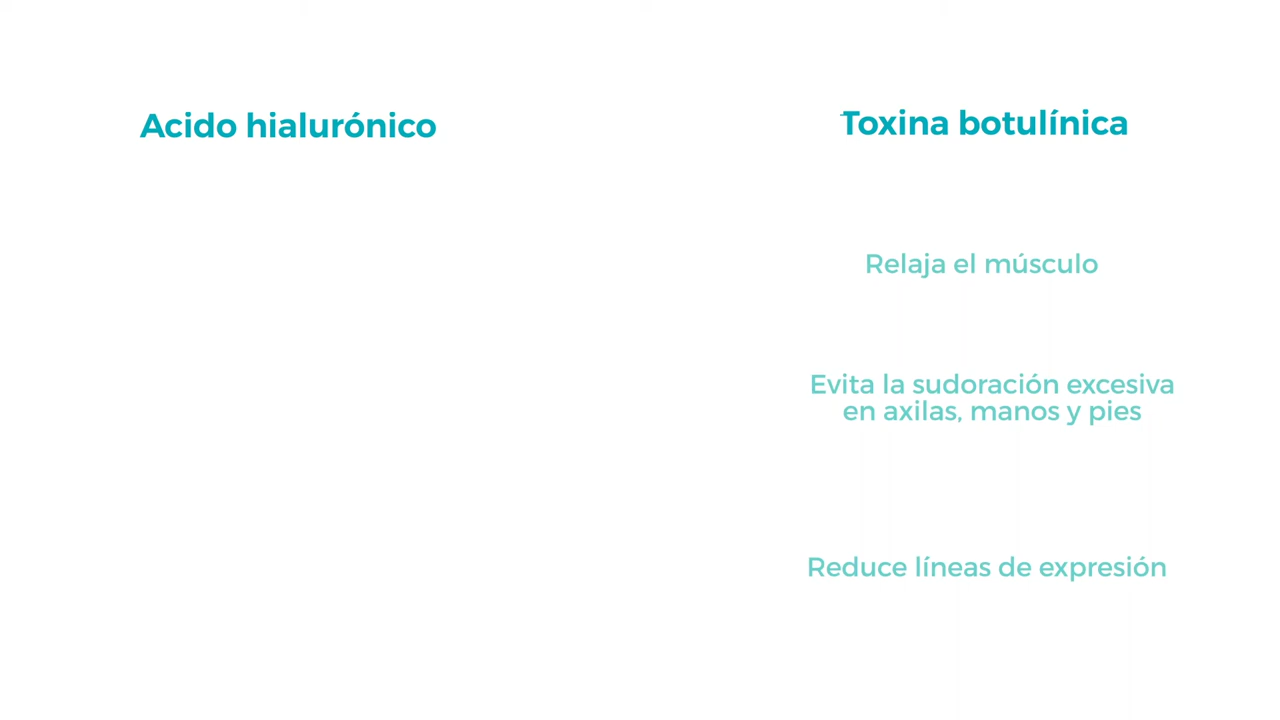 Acido hialurónico
Toxina botulínica
Relaja el músculo
Evita la sudoración excesiva
en axilas, manos y pies
Reduce líneas de expresión